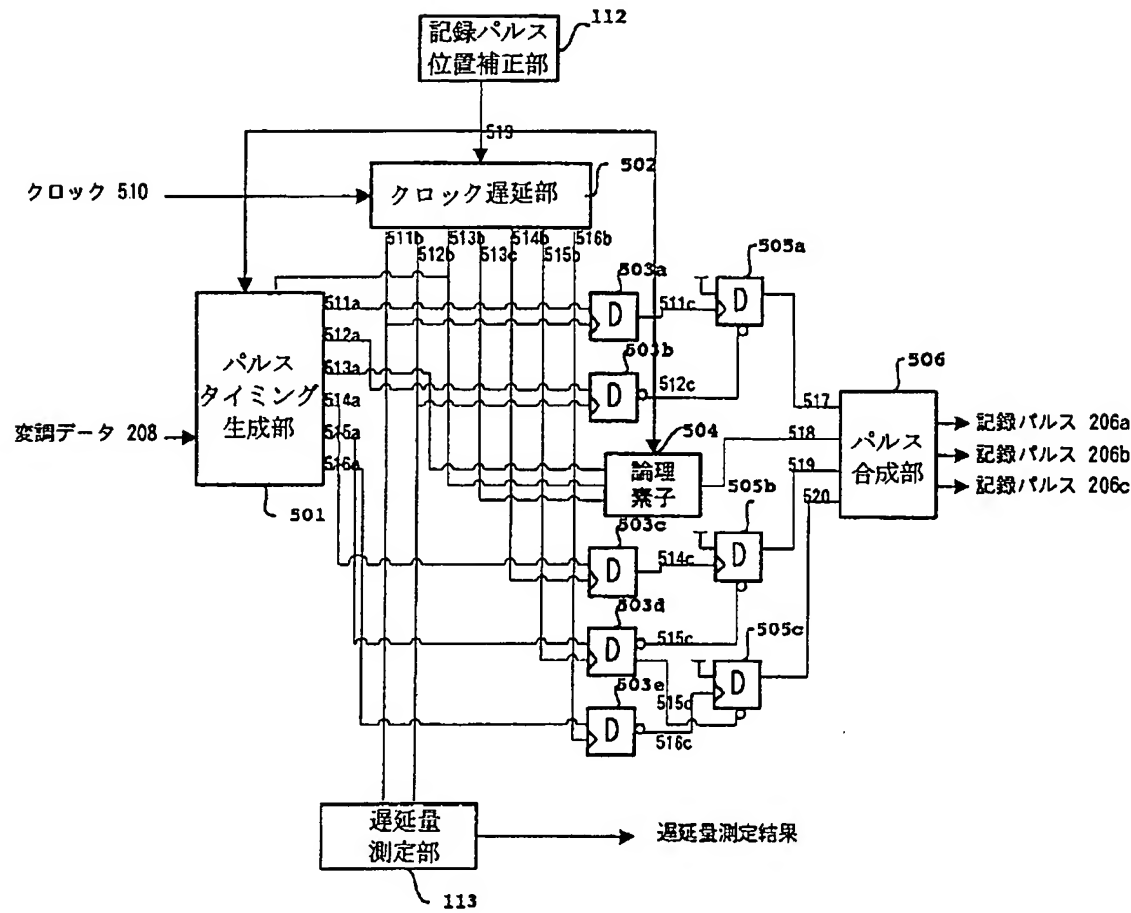 112
記録パルス
位置補正部
519
502
クロック 510
クロック遅延部
511b
512b
513b
513c
514b
515b
516b
503a
505a
D
511c
D
511a
512a
513a
514a
515a
516a
パルス
タイミング
生成部
変調データ 208
501
503b
D
512c
504
論理
素子
506
517
518
519
520
パルス
合成部
記録パルス 206a
記録パルス 206b
記録パルス 206c
503c
D
514c
505b
D
503d
D
515c
505c
D
503e
D
515d
516c
遅延量
測定部
遅延量測定結果
113